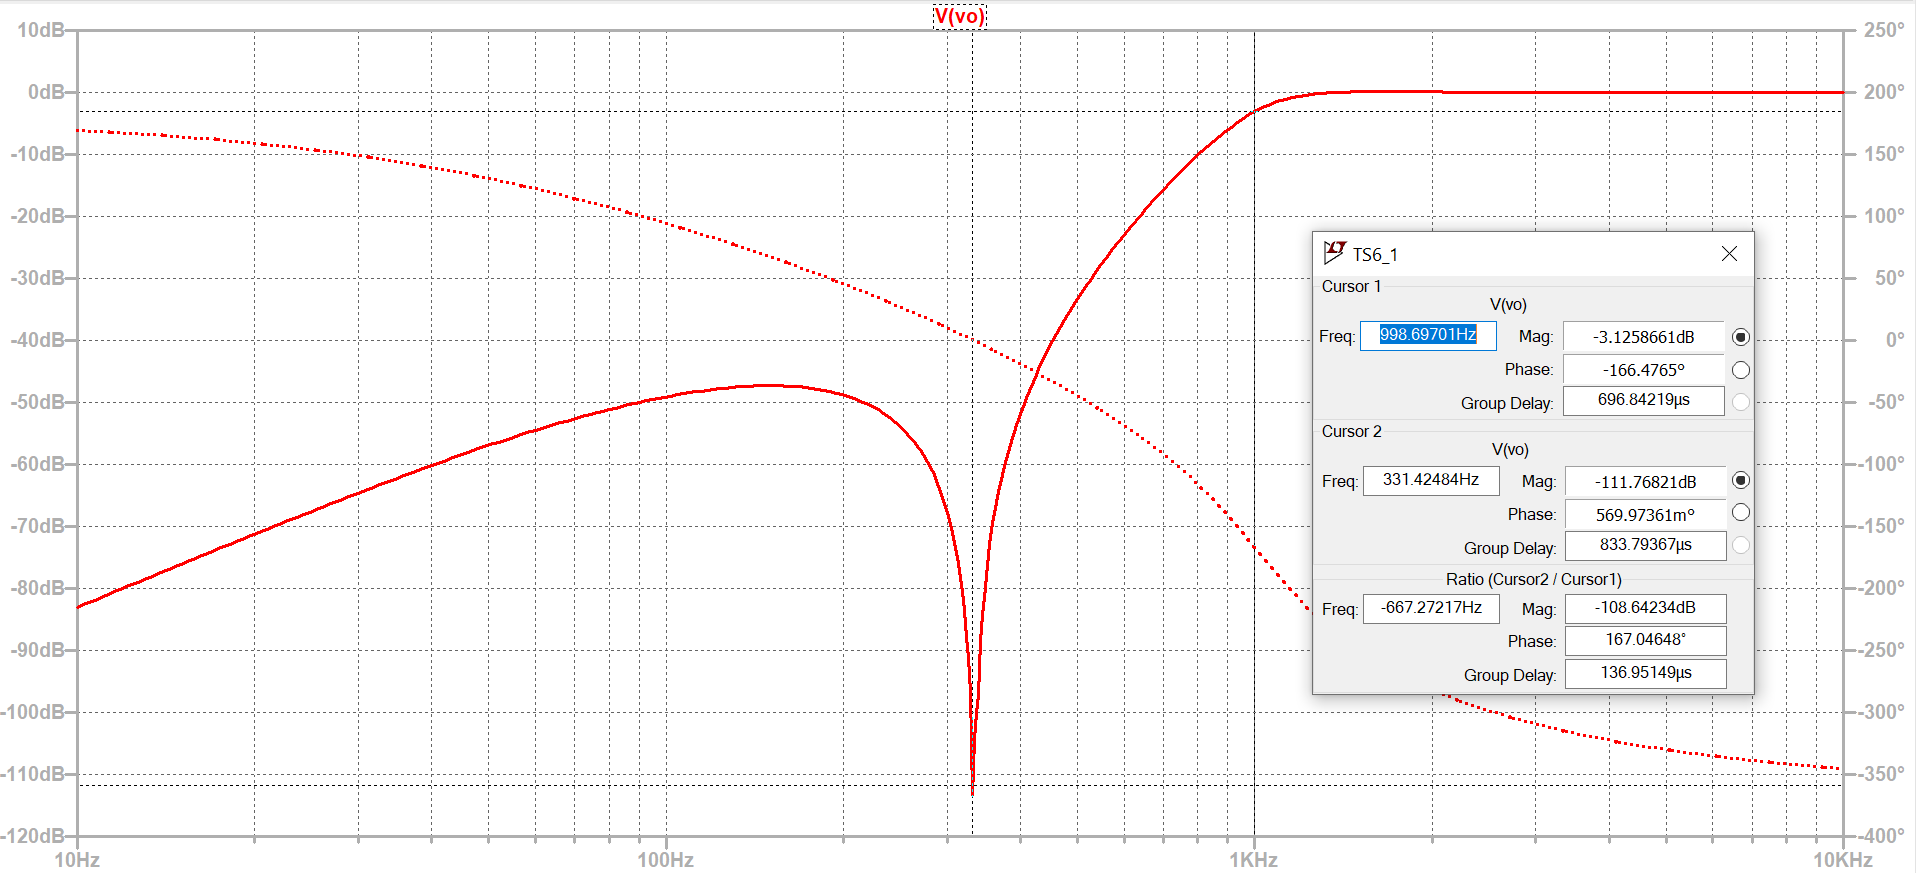 V(vo)
10dB
0dB
-10dB
-20dB
-30dB
-40dB
-50dB
-60dB
-70dB
-80dB
-90dB
-100dB
-110dB
-120dB
250°
200°
150°
100°
50°
0°
-50°
-100°
-150°
-200°
-250°
-300°
-350°
-400°
10Hz
100Hz
1KHz
10KHz
TS6_1
Cursor 1
V(vo)
Freq: 998.69701Hz Mag: -3.1258661dB
Phase: -166.4765°
Group Delay: 696.84219µs
Cursor 2
V(vo)
Freq: 331.42484Hz Mag: -111.76821dB
Phase: 569.97361m°
Group Delay: 833.79367µs
Ratio (Cursor2 / Cursor1)
Freq: -667.27217Hz Mag: -108.64234dB
Phase: 167.04648°
Group Delay: 136.95149µs